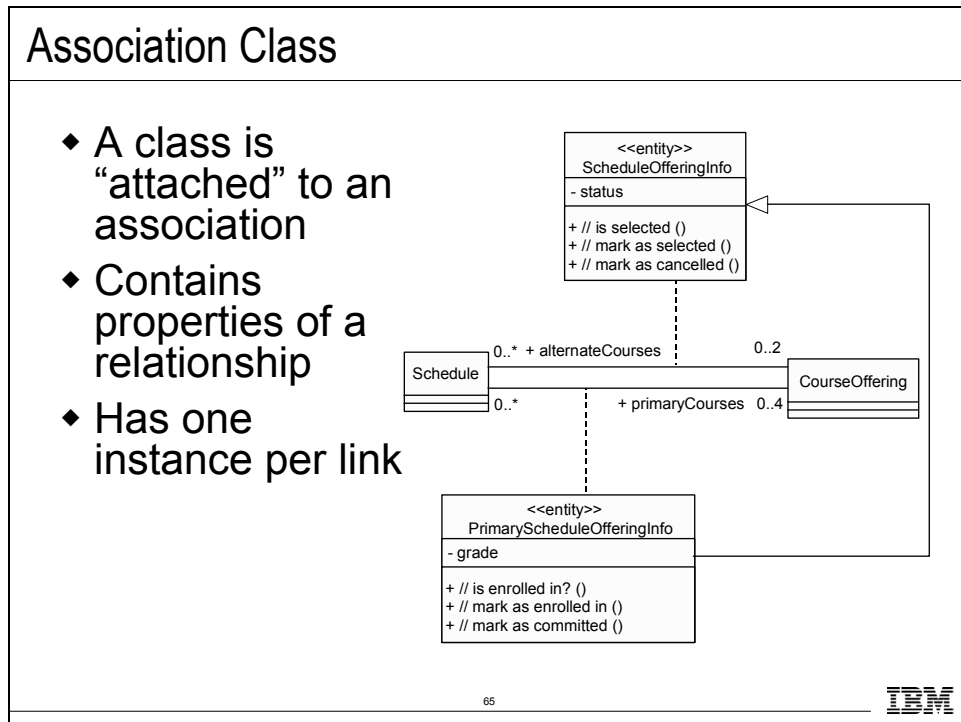 Association Class
◆ A class is
“attached” to an
association
◆ Contains
properties of a
relationship
◆ Has one
instance per link
<<entity>>
ScheduleOfferingInfo
- status
+ // is selected ()
+ // mark as selected ()
+ // mark as cancelled ()
0..* + alternateCourses 0..2
Schedule
CourseOffering
0..* + primaryCourses 0..4
<<entity>>
PrimaryScheduleOfferingInfo
- grade
+ // is enrolled in? ()
+ // mark as enrolled in ()
+ // mark as committed ()
65
IBM